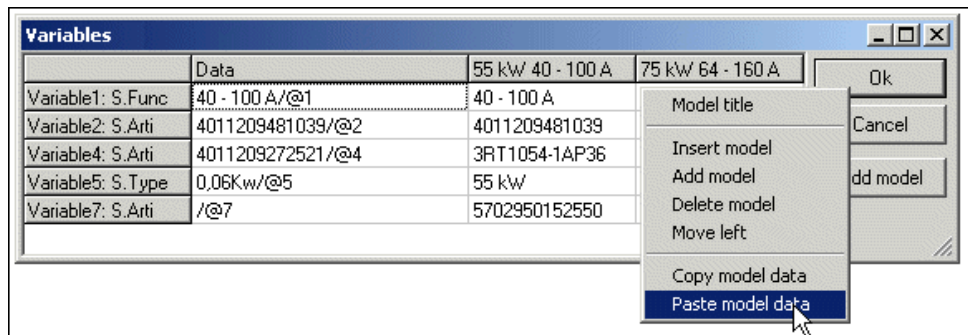 Variables
Data 55 kW 40 - 100 A 75 kW 64 - 160 A Ok
Variable1: S.Func 40 - 100 A/@1 40 - 100 A Model title
Variable2: S.Arti 4011209481039/@2 4011209481039 Cancel
Insert model
Variable4: S.Arti 4011209272521/@4 3RT1054-1AP36
Variable5: S.Type 0,06Kw/@5 55 kW Add model dd model
Variable7: S.Arti /@7 5702950152550 Delete model
Move left
Copy model data
Paste model data